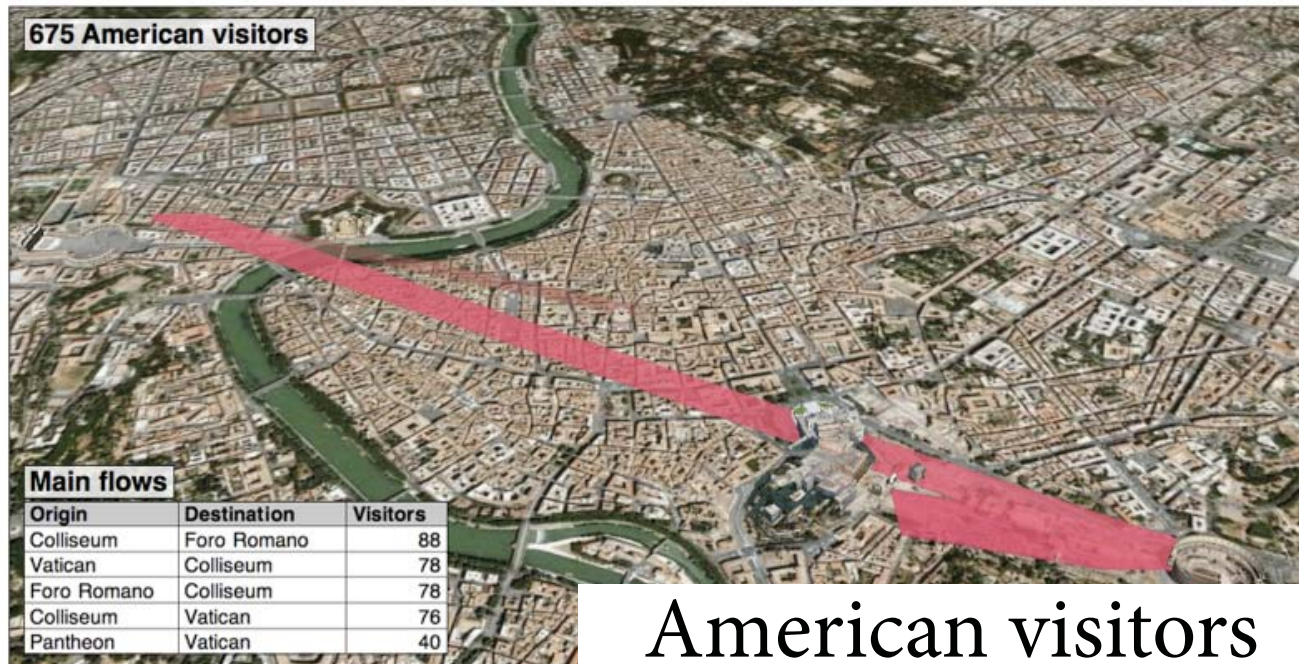 675 American visitors
Main flows
Origin Destination Visitors
Colliseum Foro Romano 88
Vatican Colliseum 78
Foro Romano Colliseum 78
Colliseum Vatican 76
Pantheon Vatican 40
American visitors